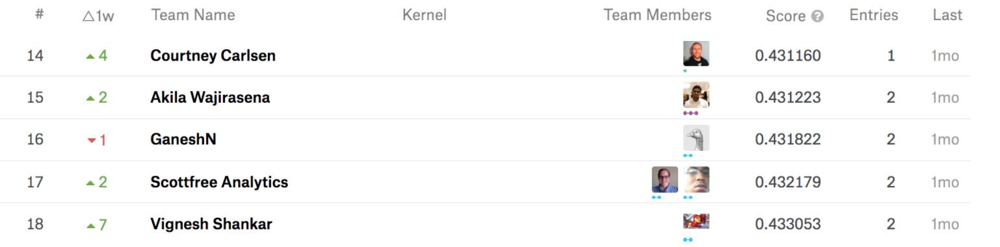 # △1w Team Name Kernel Team Members Score ? Entries Last
14 ▲ 4 Courtney Carlsen 0.431160 1 1mo
15 ▲ 2 Akila Wajirasena 0.431223 2 1mo
16 ▼ 1 GaneshN 0.431822 2 1mo
17 ▲ 2 Scottfree Analytics 0.432179 2 1mo
18 ▲ 7 Vignesh Shankar 0.433053 2 1mo